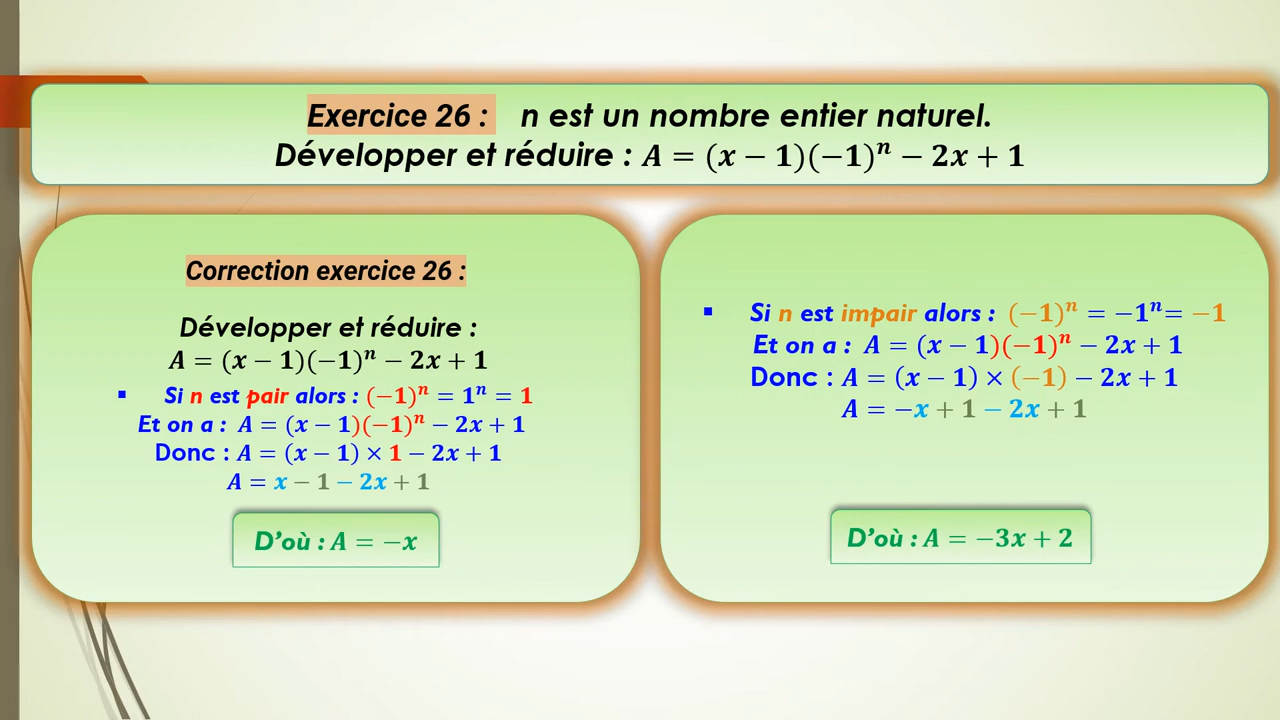 Exercice 26 : n est un nombre entier naturel.
Développer et réduire : A = (x − 1)(−1)ⁿ − 2x + 1
Correction exercice 26 :
Développer et réduire :
A = (x − 1)(−1)ⁿ − 2x + 1
▪ Si n est pair alors : (−1)ⁿ = 1ⁿ = 1
Et on a : A = (x − 1)(−1)ⁿ − 2x + 1
Donc : A = (x − 1) × 1 − 2x + 1
A = x − 1 − 2x + 1
D’où : A = −x
▪ Si n est impair alors : (−1)ⁿ = −1ⁿ= −1
Et on a : A = (x − 1)(−1)ⁿ − 2x + 1
Donc : A = (x − 1) × (−1) − 2x + 1
A = −x + 1 − 2x + 1
D’où : A = −3x + 2